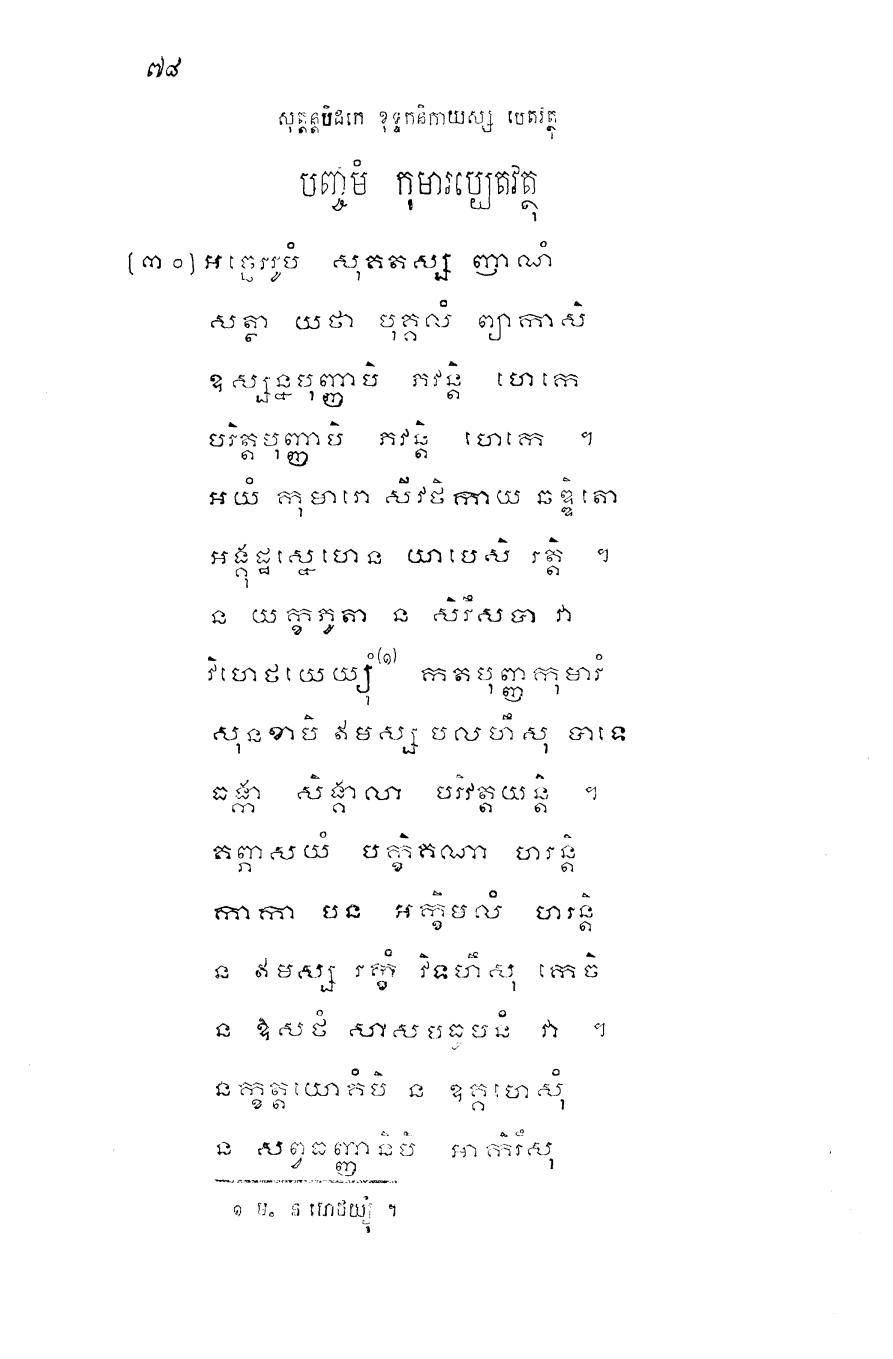 ៧៨
សុត្តន្តបិដកេ ខុទ្ទកនិកាយស្ស បេតវត្ថុ
បញ្ចមំ កុមារប្បេតវត្ថុ
(៣០) អច្ឆេររូបំ សុគតស្ស ញាណំ
សត្ថា យថា បុគ្គលំ ព្យាកាសិ
ឧស្សន្នបុញ្ញាបិ ភវន្តិ ហេកេ
បរិត្តបុញ្ញាបិ ភវន្តិ ហេកេ ។
អយំ កុមារោ សីវថិកាយ ឆឌ្ឌិតោ
អង្គុដ្ឋស្នេហេន យាបេសិ រត្តិំ ។
ន យក្ខភូតា ន សិរឹសបា វា
វិហេឋយេយ្យុំ(១) កតបុញ្ញកុមារំ
សុនខាបិ ឥមស្ស បលហឹសុ បាទេ
ធង្កា សិង្គាលា បរិវត្តយន្តិ ។
គព្ភាសយំ បក្ខិគណា ហរន្តិ
កាកា បន អក្ខិមលំ ហរន្តិ
ន ឥមស្ស រក្ខំ វិទហឹសុ កេចិ
ន ឱសថំ សាសបធូបនំ វា ។
នក្ខត្តយោគំបិ ន ឧគ្គហេសុំ
ន សព្វធញ្ញានិបិ អាកិរឹសុ
១ ម. ន ហេថយ្យុំ ។